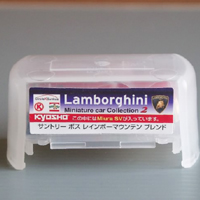 Lamborghini
Miniature car Collection 2
KYOSHO この中にはMiura SVが入っています。
サントリー ボス レインボーマウンテン ブレンド